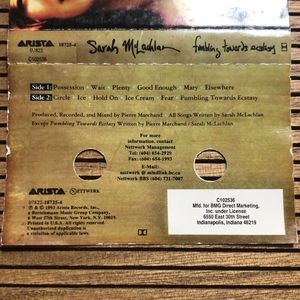 ARISTA
18725-4
Sarah McLachlan
fumbling towards ecstasy
C102536
Side 1: Possession · Wait · Plenty · Good Enough · Mary · Elsewhere
Side 2: Circle · Ice · Hold On · Ice Cream · Fear · Fumbling Towards Ecstasy
Produced, Recorded, and Mixed by Pierre Marchand All Songs Written by Sarah McLachlan
Except Fumbling Towards Ecstasy Written by Pierre Marchand / Sarah McLachlan
For more
information, contact
Nettwerk Management
Tel: (604) 654-2929
Fax: (604) 654-1993
E-Mail:
nettwerk @ mindlink.bc.ca
Nettwerk BBS (604) 731-7007
07822-18725-4
ARISTA
NETTWERK
℗ © 1993 Arista Records, Inc.,
a Bertelsmann Music Group Company,
6 West 57th Street, New York, N.Y. 10019.
Unauthorized duplication is
a violation of applicable laws.
C102536
Mfd. for BMG Direct Marketing,
Inc. under License
6550 East 30th Street
Indianapolis, Indiana 46219